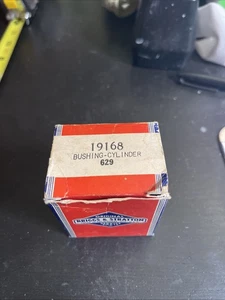 19168
BUSHING-CYLINDER
629
BRIGGS & STRATTON